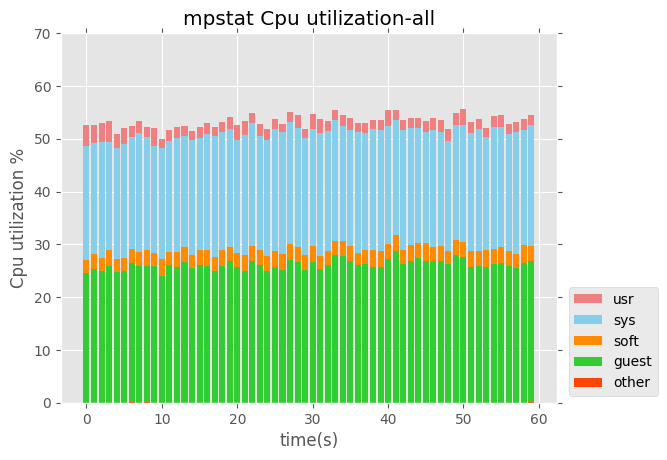 mpstat Cpu utilization-all
70
60
50
40
30
20
10
0
Cpu utilization %
0 10 20 30 40 50 60
time(s)
usr
sys
soft
guest
other